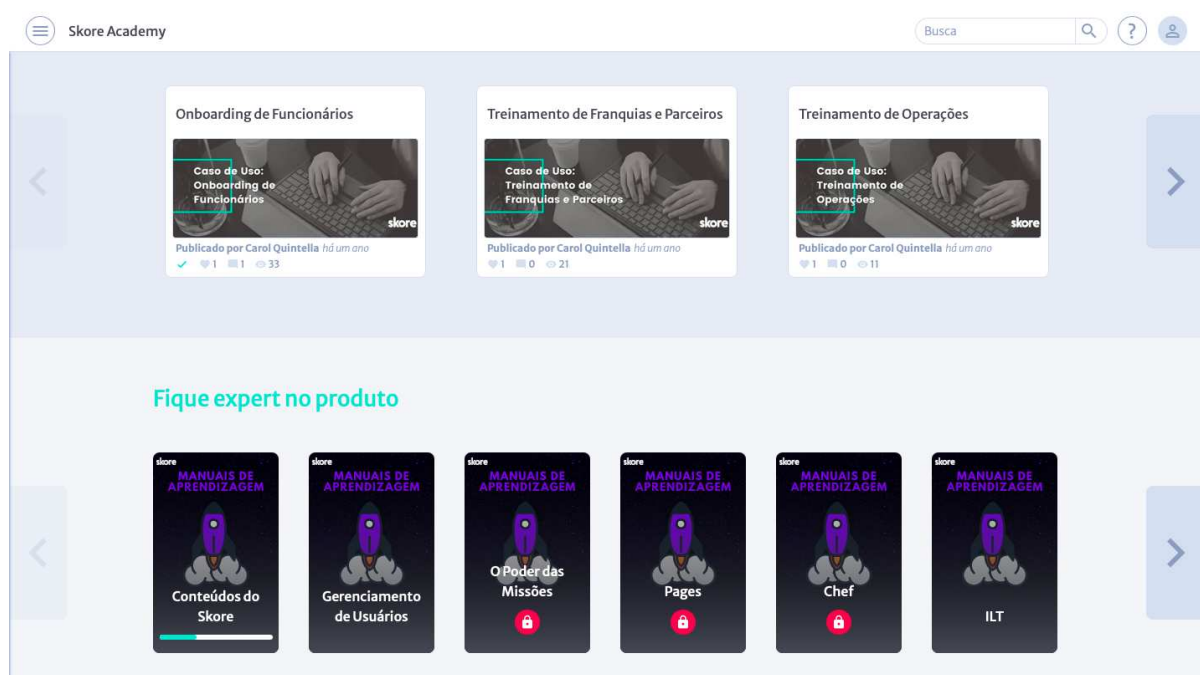 Skore Academy
Busca
?
Onboarding de Funcionários
Caso de Uso:
Onboarding de
Funcionários
skore
Publicado por Carol Quintella há um ano
1 1 33
Treinamento de Franquias e Parceiros
Caso de Uso:
Treinamento de
Franquias e Parceiros
skore
Publicado por Carol Quintella há um ano
1 0 21
Treinamento de Operações
Caso de Uso:
Treinamento de
Operações
skore
Publicado por Carol Quintella há um ano
1 0 11
Fique expert no produto
skore
MANUAIS DE
APRENDIZAGEM
Conteúdos do
Skore
skore
MANUAIS DE
APRENDIZAGEM
Gerenciamento
de Usuários
skore
MANUAIS DE
APRENDIZAGEM
O Poder das
Missões
skore
MANUAIS DE
APRENDIZAGEM
Pages
skore
MANUAIS DE
APRENDIZAGEM
Chef
skore
MANUAIS DE
APRENDIZAGEM
ILT